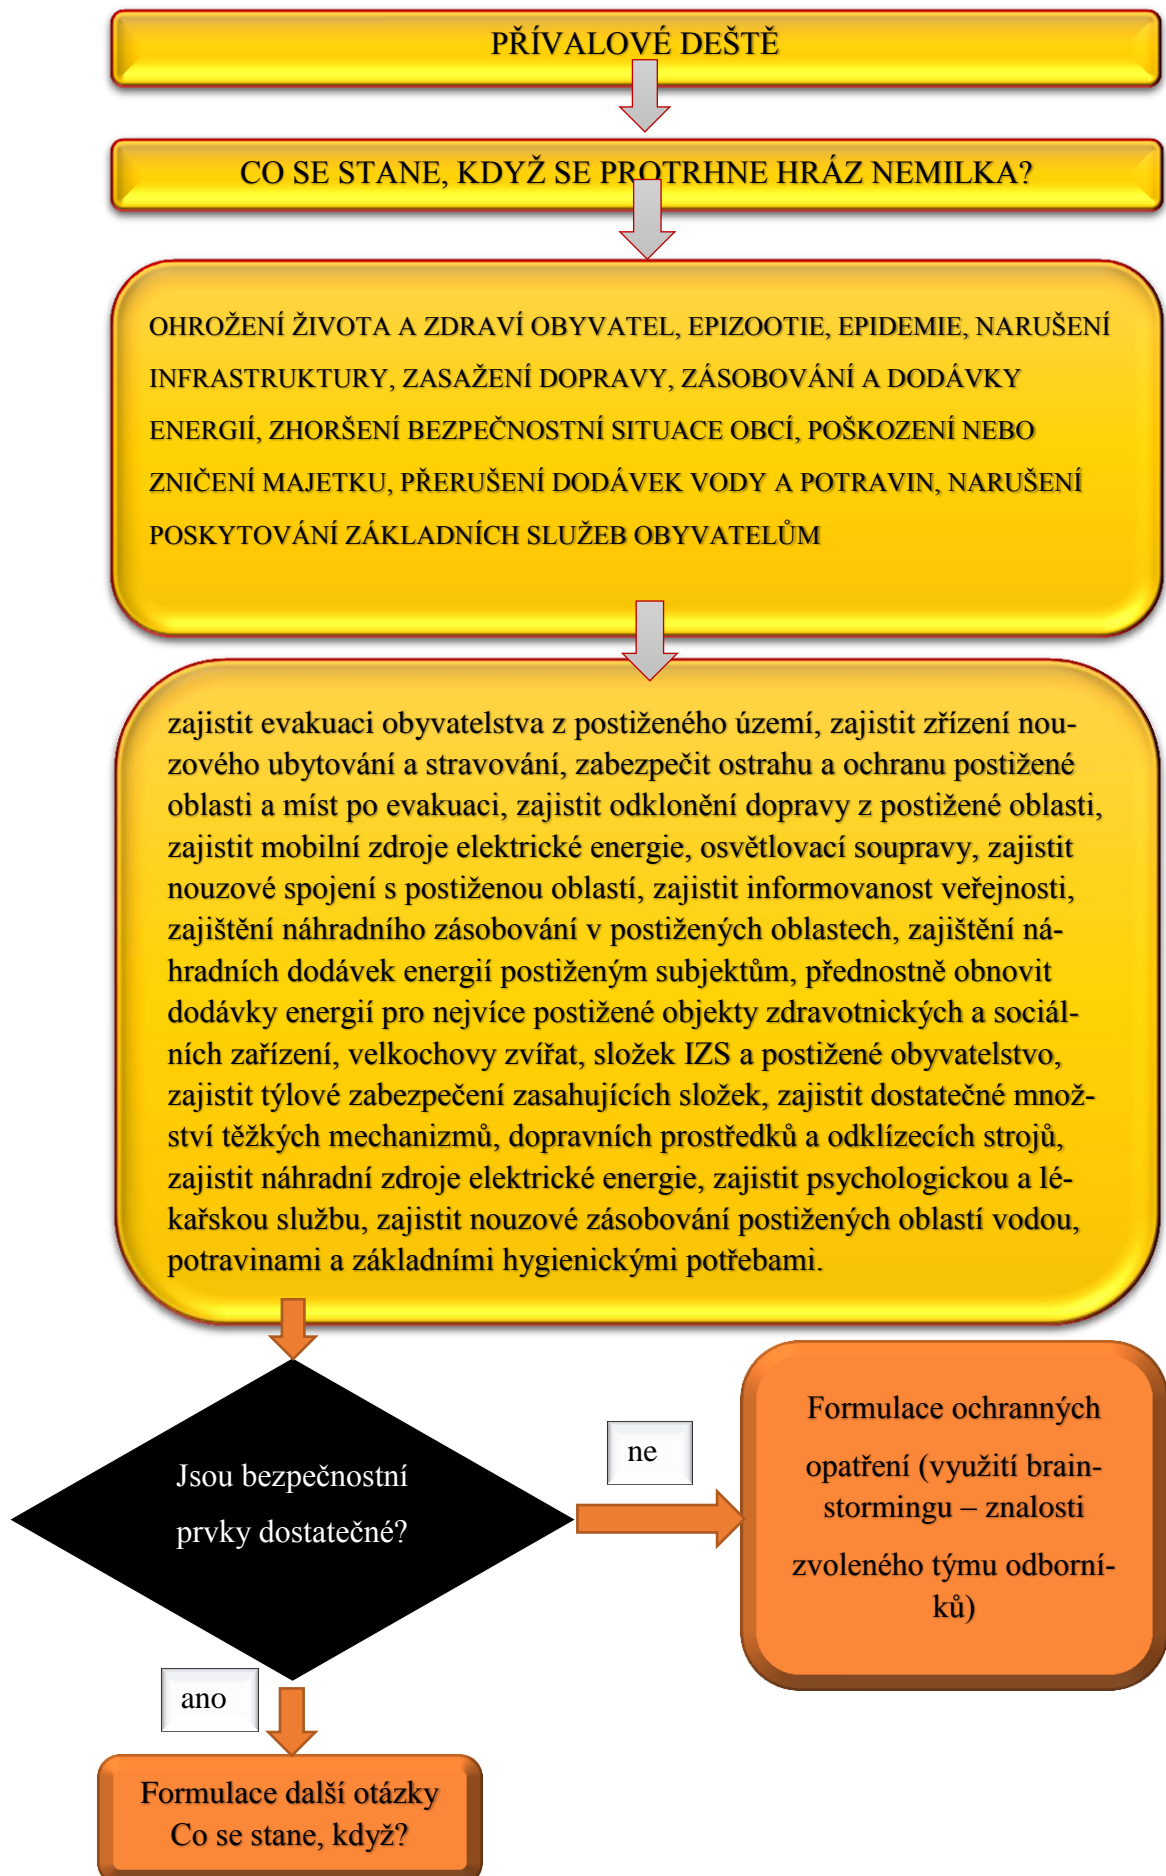 PŘÍVALOVÉ DEŠTĚ
CO SE STANE, KDYŽ SE PROTRHNE HRÁZ NEMILKA?
OHROŽENÍ ŽIVOTA A ZDRAVÍ OBYVATEL, EPIZOOTIE, EPIDEMIE, NARUŠENÍ
INFRASTRUKTURY, ZASAŽENÍ DOPRAVY, ZÁSOBOVÁNÍ A DODÁVKY
ENERGIÍ, ZHORŠENÍ BEZPEČNOSTNÍ SITUACE OBCÍ, POŠKOZENÍ NEBO
ZNIČENÍ MAJETKU, PŘERUŠENÍ DODÁVEK VODY A POTRAVIN, NARUŠENÍ
POSKYTOVÁNÍ ZÁKLADNÍCH SLUŽEB OBYVATELŮM
zajistit evakuaci obyvatelstva z postiženého území, zajistit zřízení nou-
zového ubytování a stravování, zabezpečit ostrahu a ochranu postižené
oblasti a míst po evakuaci, zajistit odklonění dopravy z postižené oblasti,
zajistit mobilní zdroje elektrické energie, osvětlovací soupravy, zajistit
nouzové spojení s postiženou oblastí, zajistit informovanost veřejnosti,
zajištění náhradního zásobování v postižených oblastech, zajištění ná-
hradních dodávek energií postiženým subjektům, přednostně obnovit
dodávky energií pro nejvíce postižené objekty zdravotnických a sociál-
ních zařízení, velkochovy zvířat, složek IZS a postižené obyvatelstvo,
zajistit týlové zabezpečení zasahujících složek, zajistit dostatečné množ-
ství těžkých mechanizmů, dopravních prostředků a odklízecích strojů,
zajistit náhradní zdroje elektrické energie, zajistit psychologickou a lé-
kařskou službu, zajistit nouzové zásobování postižených oblastí vodou,
potravinami a základními hygienickými potřebami.
Jsou bezpečnostní
prvky dostatečné?
ne
Formulace ochranných
opatření (využití brain-
stormingu – znalosti
zvoleného týmu odborní-
ků)
ano
Formulace další otázky
Co se stane, když?